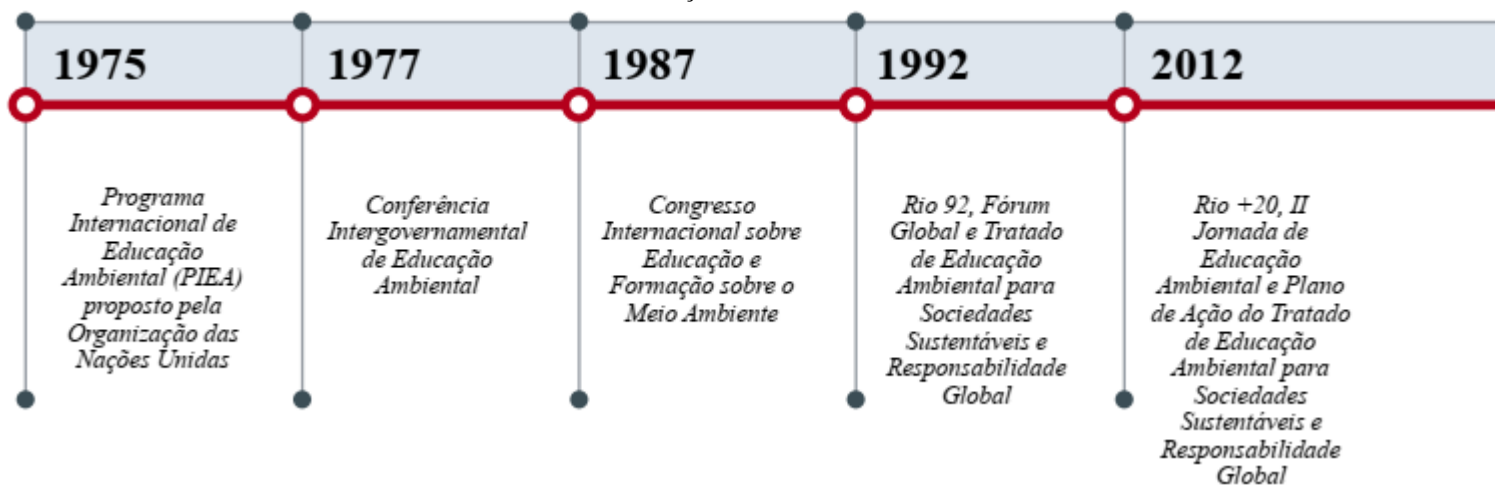 1975
1977
1987
1992
2012
Programa
Internacional de
Educação
Ambiental (PIEA)
proposto pela
Organização das
Nações Unidas
Conferência
Intergovernamental
de Educação
Ambiental
Congresso
Internacional sobre
Educação e
Formação sobre o
Meio Ambiente
Rio 92, Fórum
Global e Tratado
de Educação
Ambiental para
Sociedades
Sustentáveis e
Responsabilidade
Global
Rio +20, II
Jornada de
Educação
Ambiental e Plano
de Ação do Tratado
de Educação
Ambiental para
Sociedades
Sustentáveis e
Responsabilidade
Global